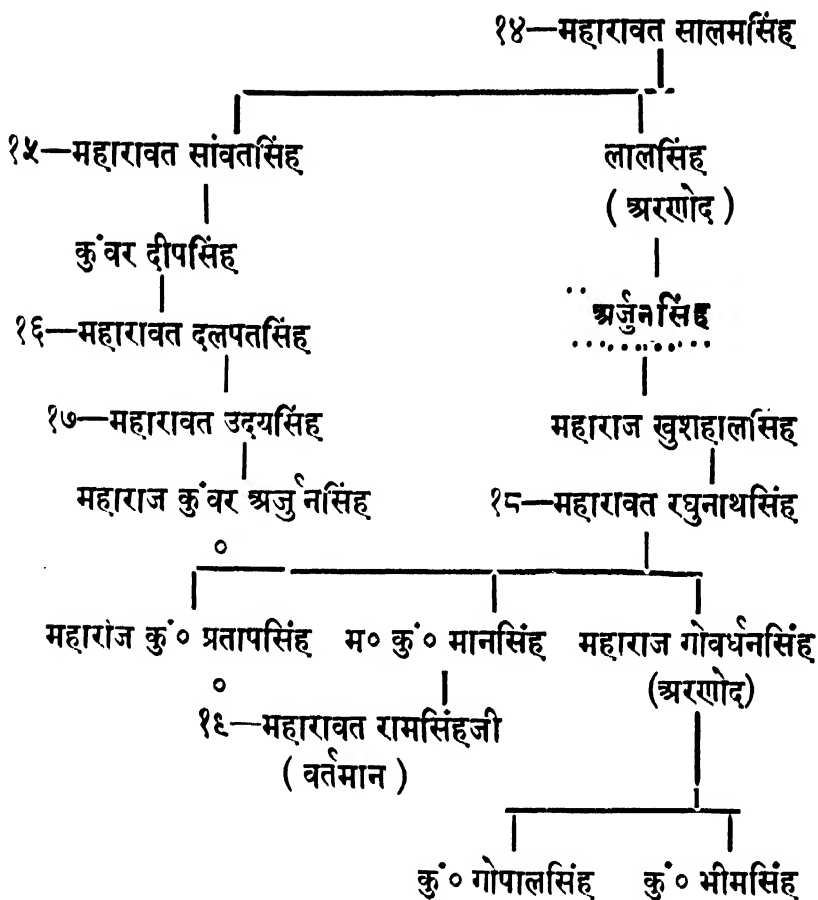 १४—महारावत सालमसिंह
१५—महारावत सांवतसिंह लालसिंह
( अरणोद )
कुंवर दीपसिंह
अर्जुनसिंह
१६—महारावत दलपतसिंह
१७—महारावत उदयसिंह महाराज खुशहालसिंह
महाराज कुंवर अर्जुनसिंह १८—महारावत रघुनाथसिंह
०
महाराज कुं० प्रतापसिंह म० कुं० मानसिंह महाराज गोवर्धनसिंह
० (अरणोद)
१९—महारावत रामसिंहजी
( वर्तमान )
कुं० गोपालसिंह कुं० भीमसिंह